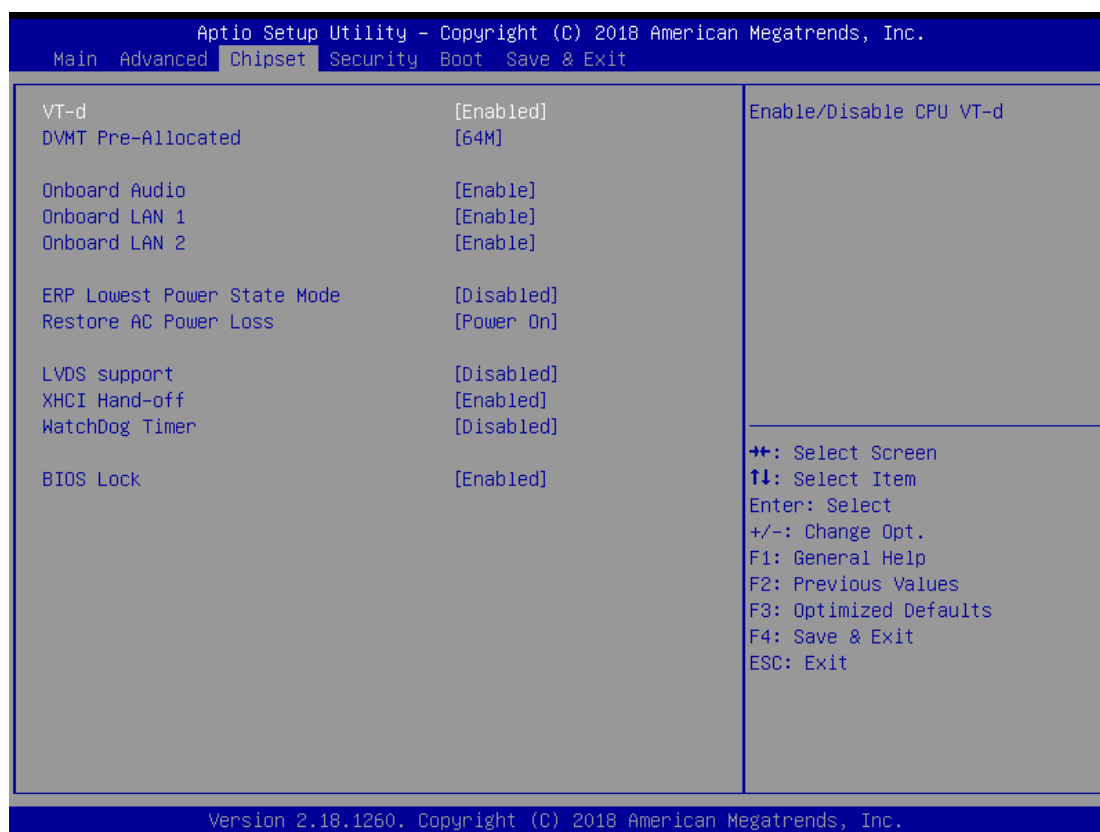 Aptio Setup Utility – Copyright (C) 2018 American Megatrends, Inc.
Main Advanced Chipset Security Boot Save & Exit
VT-d [Enabled]
DVMT Pre-Allocated [64M]
Onboard Audio [Enable]
Onboard LAN 1 [Enable]
Onboard LAN 2 [Enable]
ERP Lowest Power State Mode [Disabled]
Restore AC Power Loss [Power On]
LVDS support [Disabled]
XHCI Hand-off [Enabled]
WatchDog Timer [Disabled]
BIOS Lock [Enabled]
Enable/Disable CPU VT-d
→←: Select Screen
↑↓: Select Item
Enter: Select
+/-: Change Opt.
F1: General Help
F2: Previous Values
F3: Optimized Defaults
F4: Save & Exit
ESC: Exit
Version 2.18.1260. Copyright (C) 2018 American Megatrends, Inc.